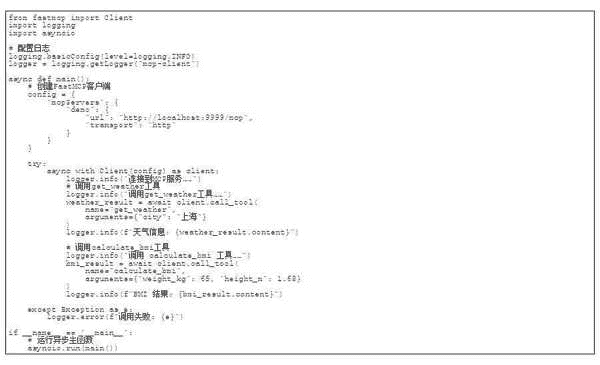 from fastmcp import Client
import logging
import asyncio

# 配置日志
logging.basicConfig(level=logging.INFO)
logger = logging.getLogger("mcp-client")

async def main():
    # 创建FastMCP客户端
    config = {
        "mcpServers": {
            "demo": {
                "url": "http://localhost:9999/mcp",
                "transport": "http"
            }
        }
    }

    try:
        async with Client(config) as client:
            logger.info("连接到MCP服务……")
            # 调用get_weather工具
            logger.info("调用get_weather工具……")
            weather_result = await client.call_tool(
                name="get_weather",
                arguments={"city": "上海"}
            )
            logger.info(f"天气信息: {weather_result.content}")

            # 调用calculate_bmi工具
            logger.info("调用 calculate_bmi 工具……")
            bmi_result = await client.call_tool(
                name="calculate_bmi",
                arguments={"weight_kg": 65, "height_m": 1.68}
            )
            logger.info(f"BMI 结果: {bmi_result.content}")

    except Exception as e:
        logger.error(f"调用失败: {e}")

if __name__ == "__main__":
    # 运行异步主函数
    asyncio.run(main())